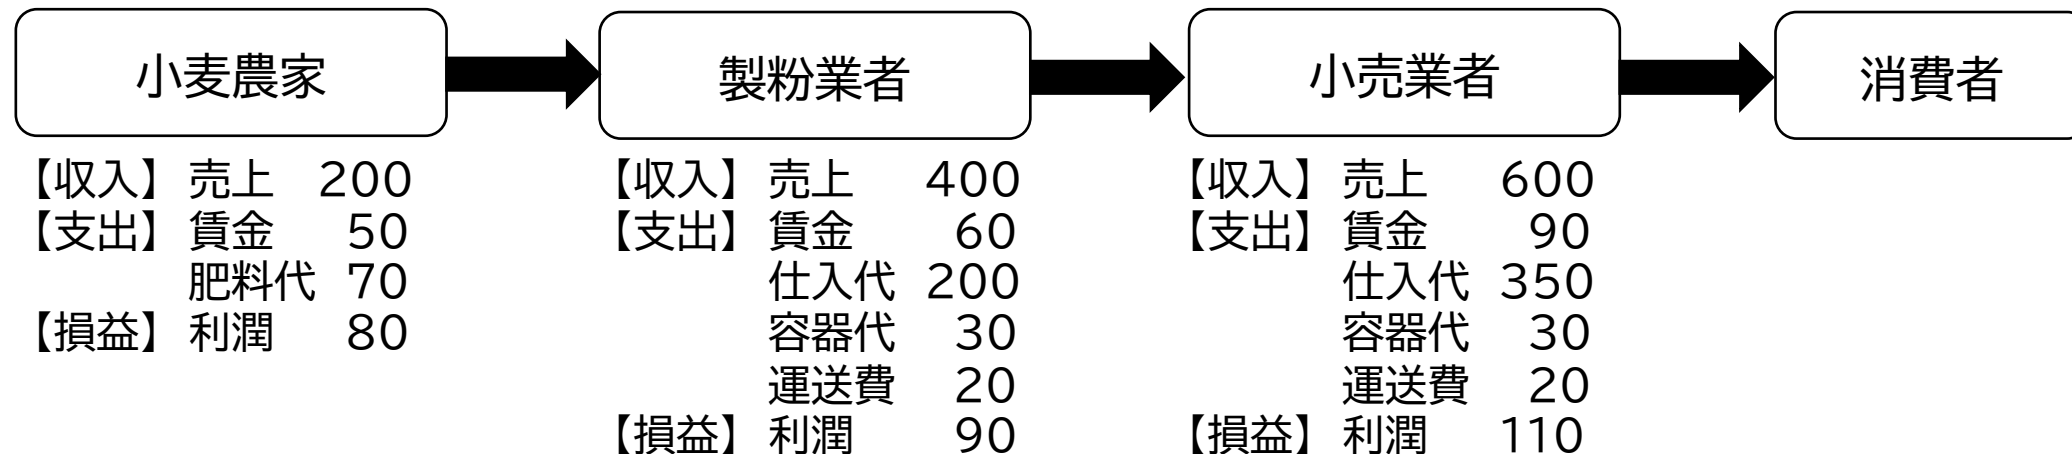 小麦農家
製粉業者
小売業者
消費者
【収入】 売上 200
【支出】 賃金 50
肥料代 70
【損益】 利潤 80
【収入】 売上 400
【支出】 賃金 60
仕入代 200
容器代 30
運送費 20
【損益】 利潤 90
【収入】 売上 600
【支出】 賃金 90
仕入代 350
容器代 30
運送費 20
【損益】 利潤 110